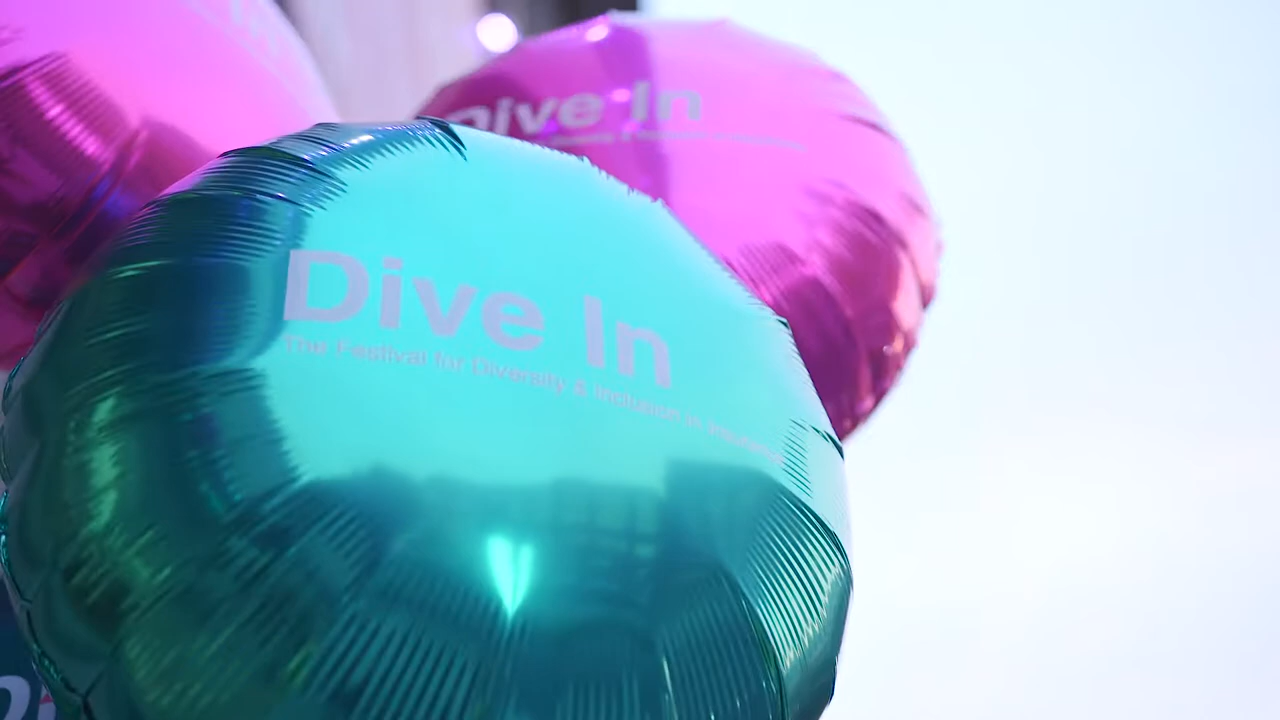 Dive In
Dive In
The Festival for Diversity & Inclusion in Insurance